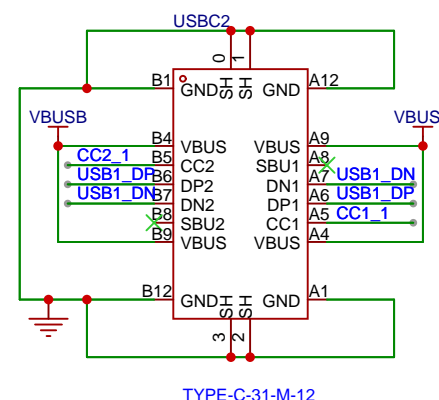 USBC2
0 1
SH SH
B1 GND GND A12
VBUSB VBUS
B4 VBUS VBUS A9
CC2_1 B5 CC2 SBU1 A8
USB1_DP B6 DP2 DN1 A7 USB1_DN
USB1_DN B7 DN2 DP1 A6 USB1_DP
B8 SBU2 CC1 A5 CC1_1
B9 VBUS VBUS A4
B12 GND GND A1
SH SH
3 2
TYPE-C-31-M-12